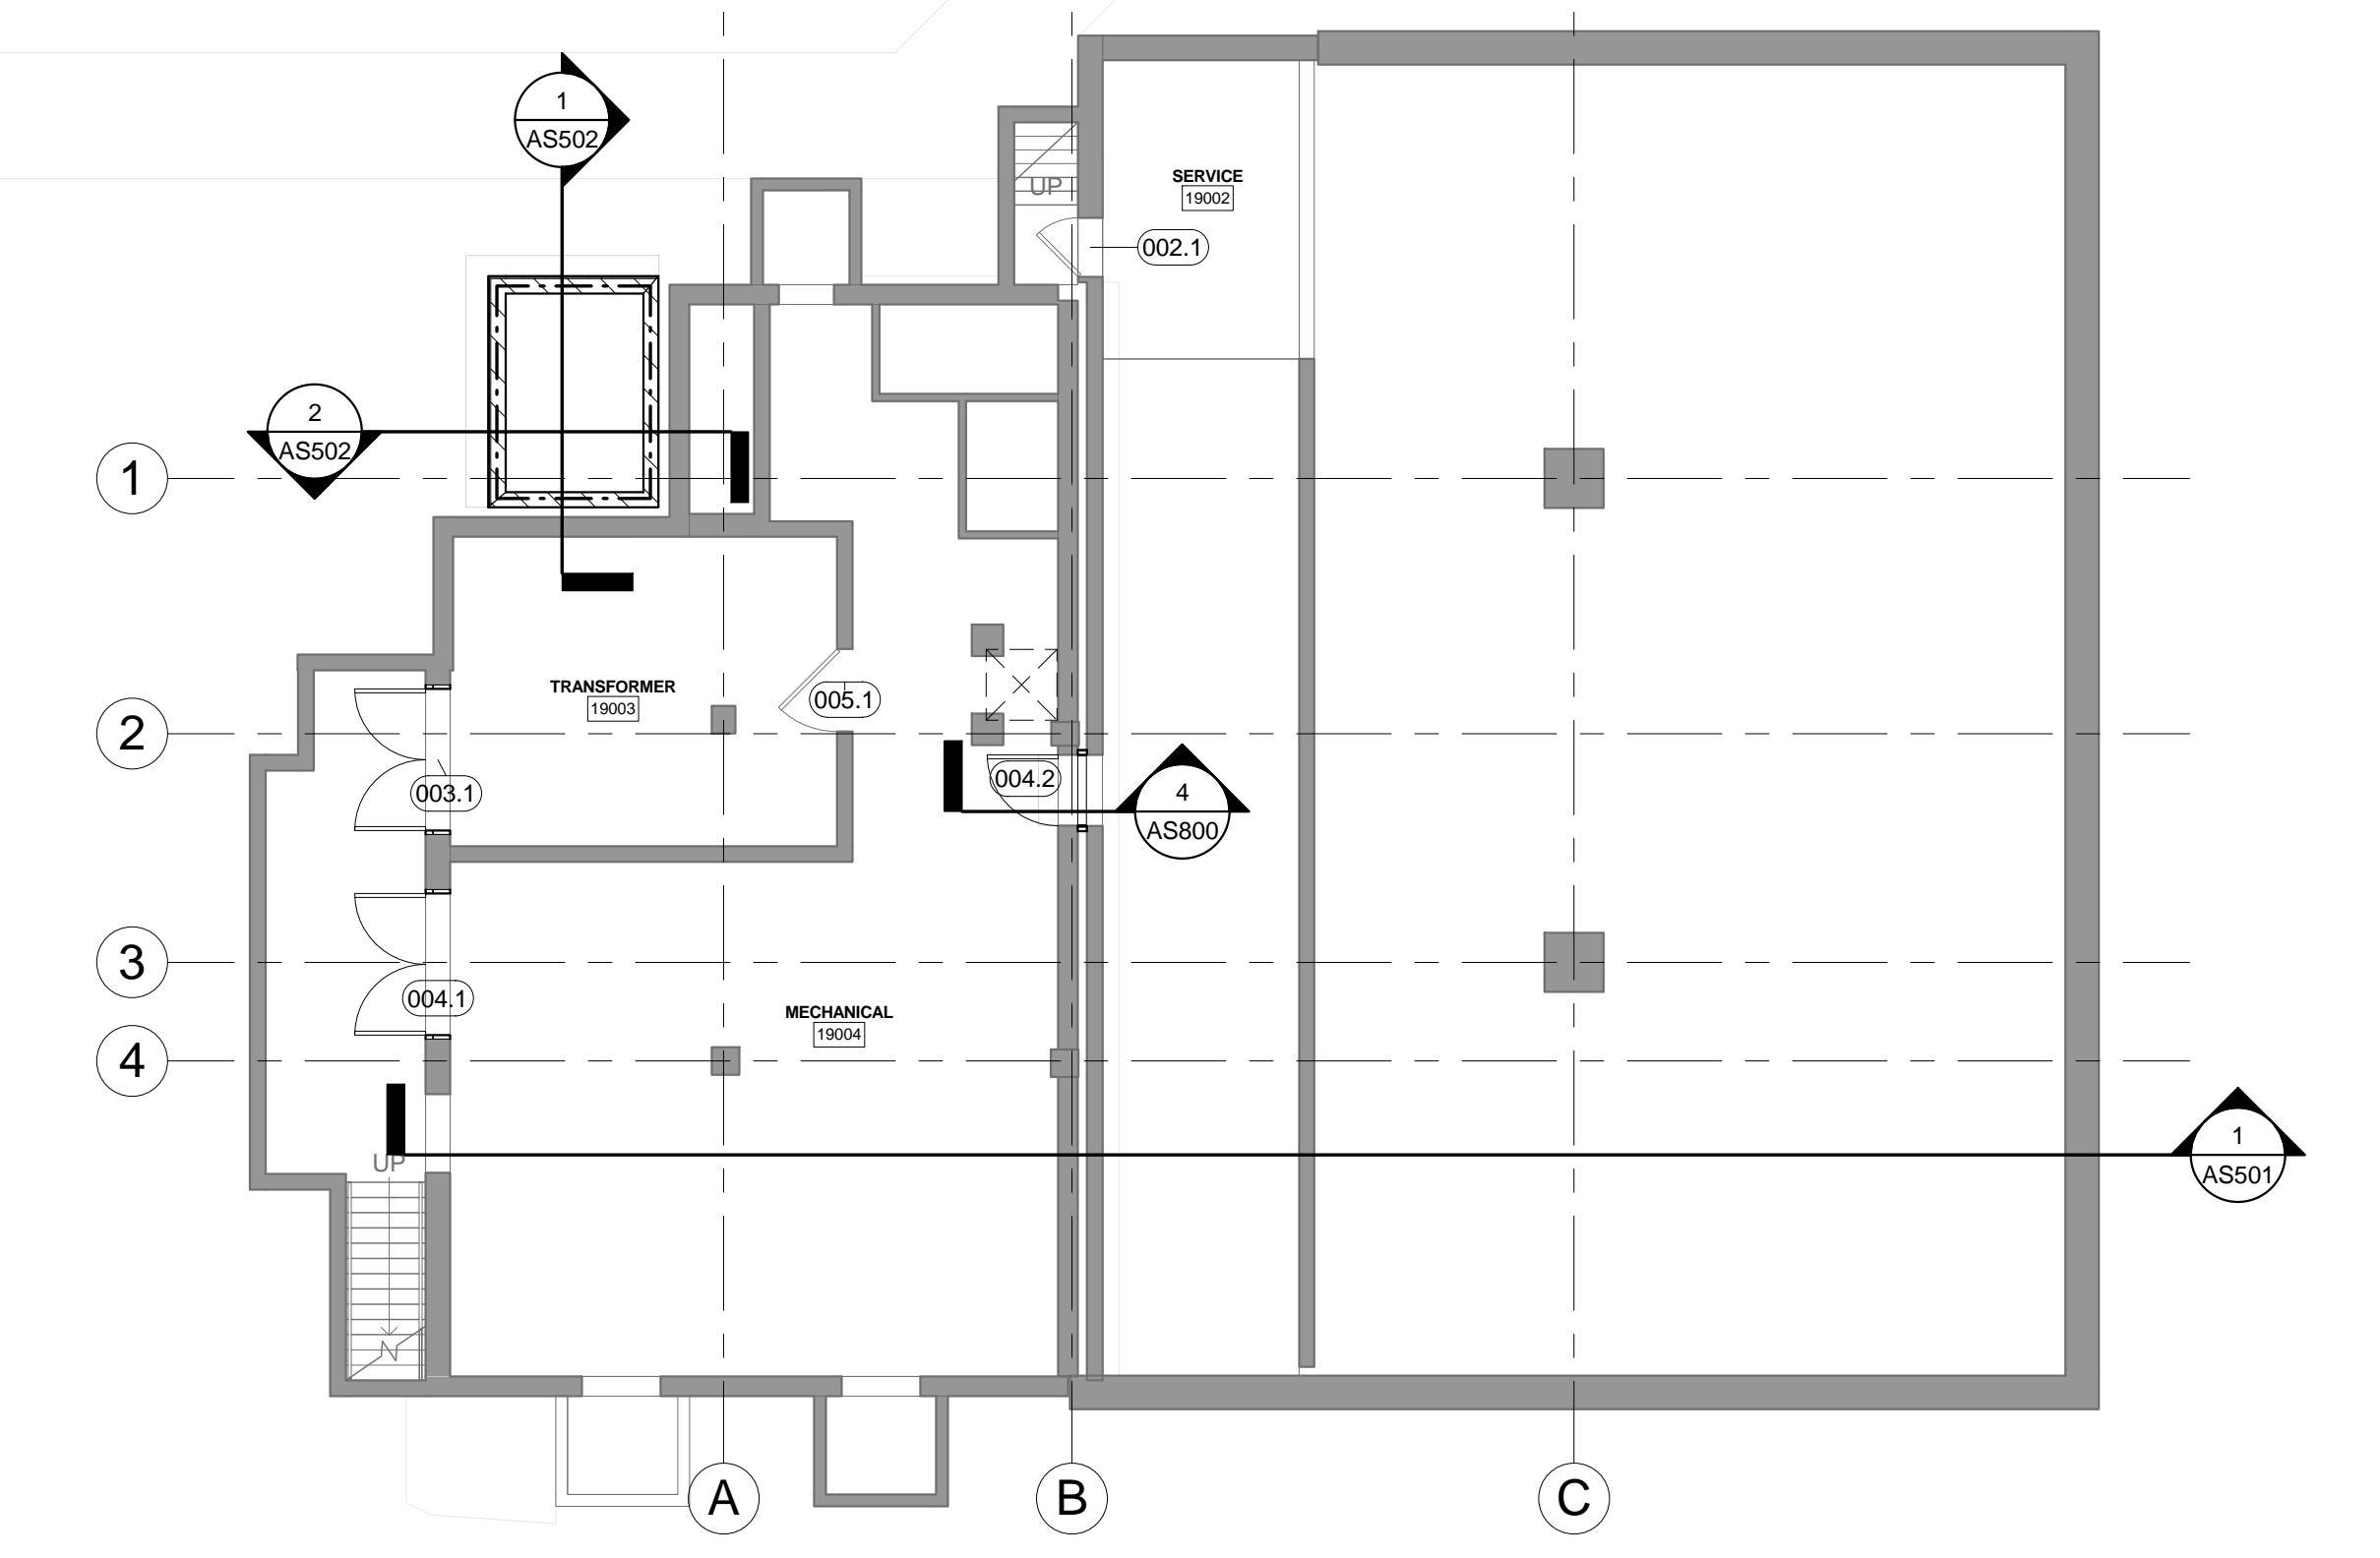 1
AS502
UP
SERVICE
19002
002.1
2
AS502
1
TRANSFORMER
19003
005.1
2
003.1
004.2
4
AS800
3
004.1
MECHANICAL
19004
4
1
AS501
UP
A
B
C